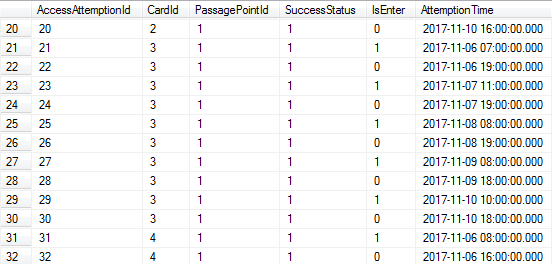 AccessAttemptionId CardId PassagePointId SuccessStatus IsEnter AttemptionTime
20 20 2 1 1 0 2017-11-10 16:00:00.000
21 21 3 1 1 1 2017-11-06 07:00:00.000
22 22 3 1 1 0 2017-11-06 19:00:00.000
23 23 3 1 1 1 2017-11-07 11:00:00.000
24 24 3 1 1 0 2017-11-07 19:00:00.000
25 25 3 1 1 1 2017-11-08 08:00:00.000
26 26 3 1 1 0 2017-11-08 19:00:00.000
27 27 3 1 1 1 2017-11-09 08:00:00.000
28 28 3 1 1 0 2017-11-09 18:00:00.000
29 29 3 1 1 1 2017-11-10 10:00:00.000
30 30 3 1 1 0 2017-11-10 18:00:00.000
31 31 4 1 1 1 2017-11-06 08:00:00.000
32 32 4 1 1 0 2017-11-06 16:00:00.000